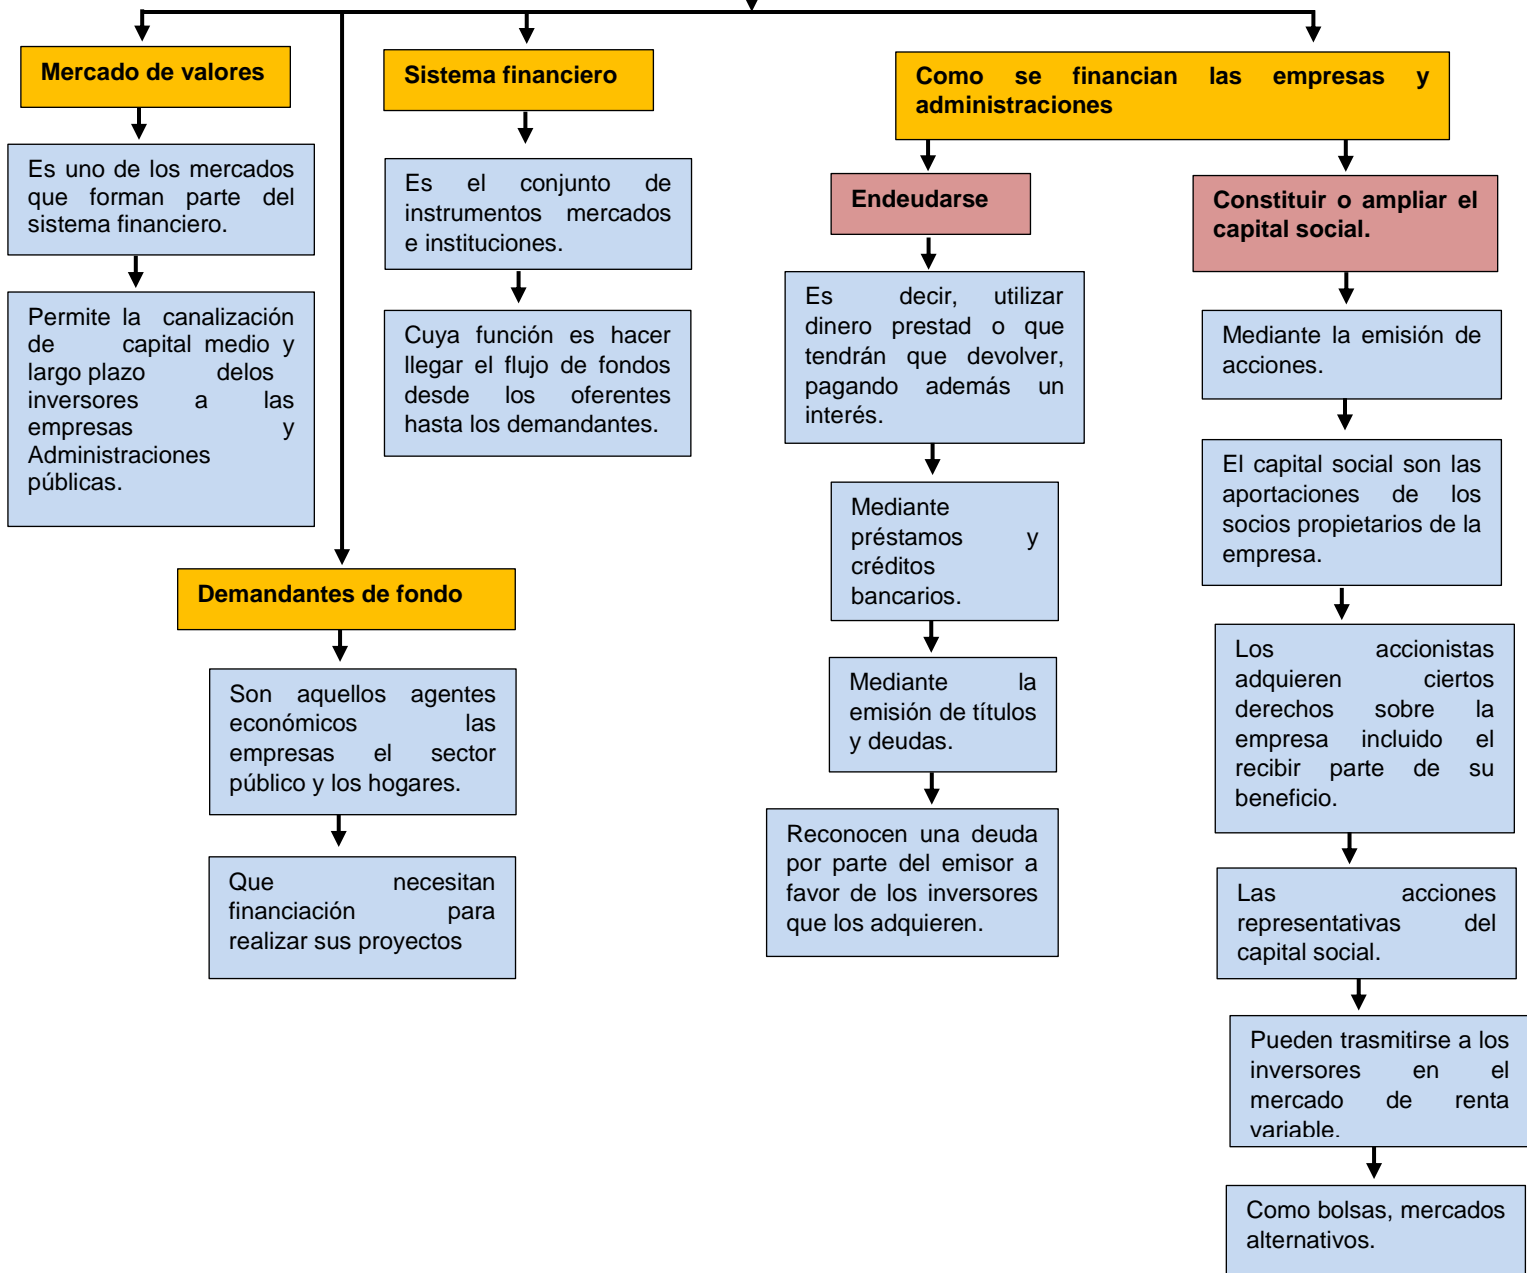 Mercado de valores
Es uno de los mercados
que forman parte del
sistema financiero.
Permite la canalización
de capital medio y
largo plazo delos
inversores a las
empresas y
Administraciones
públicas.
Sistema financiero
Es el conjunto de
instrumentos mercados
e instituciones.
Cuya función es hacer
llegar el flujo de fondos
desde los oferentes
hasta los demandantes.
Demandantes de fondo
Son aquellos agentes
económicos las
empresas el sector
público y los hogares.
Que necesitan
financiación para
realizar sus proyectos
Como se financian las empresas y
administraciones
Endeudarse
Es decir, utilizar
dinero prestad o que
tendrán que devolver,
pagando además un
interés.
Mediante
préstamos y
créditos
bancarios.
Mediante la
emisión de títulos
y deudas.
Reconocen una deuda
por parte del emisor a
favor de los inversores
que los adquieren.
Constituir o ampliar el
capital social.
Mediante la emisión de
acciones.
El capital social son las
aportaciones de los
socios propietarios de la
empresa.
Los accionistas
adquieren ciertos
derechos sobre la
empresa incluido el
recibir parte de su
beneficio.
Las acciones
representativas del
capital social.
Pueden trasmitirse a los
inversores en el
mercado de renta
variable.
Como bolsas, mercados
alternativos.